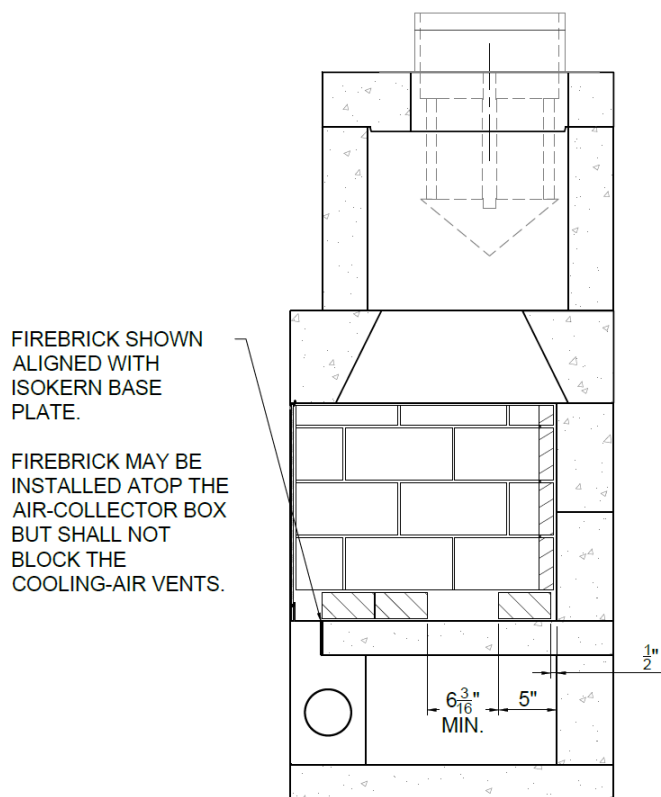 FIREBRICK SHOWN
ALIGNED WITH
ISOKERN BASE
PLATE.
FIREBRICK MAY BE
INSTALLED ATOP THE
AIR-COLLECTOR BOX
BUT SHALL NOT
BLOCK THE
COOLING-AIR VENTS.
1/2"
6 3/16"
MIN.
5"